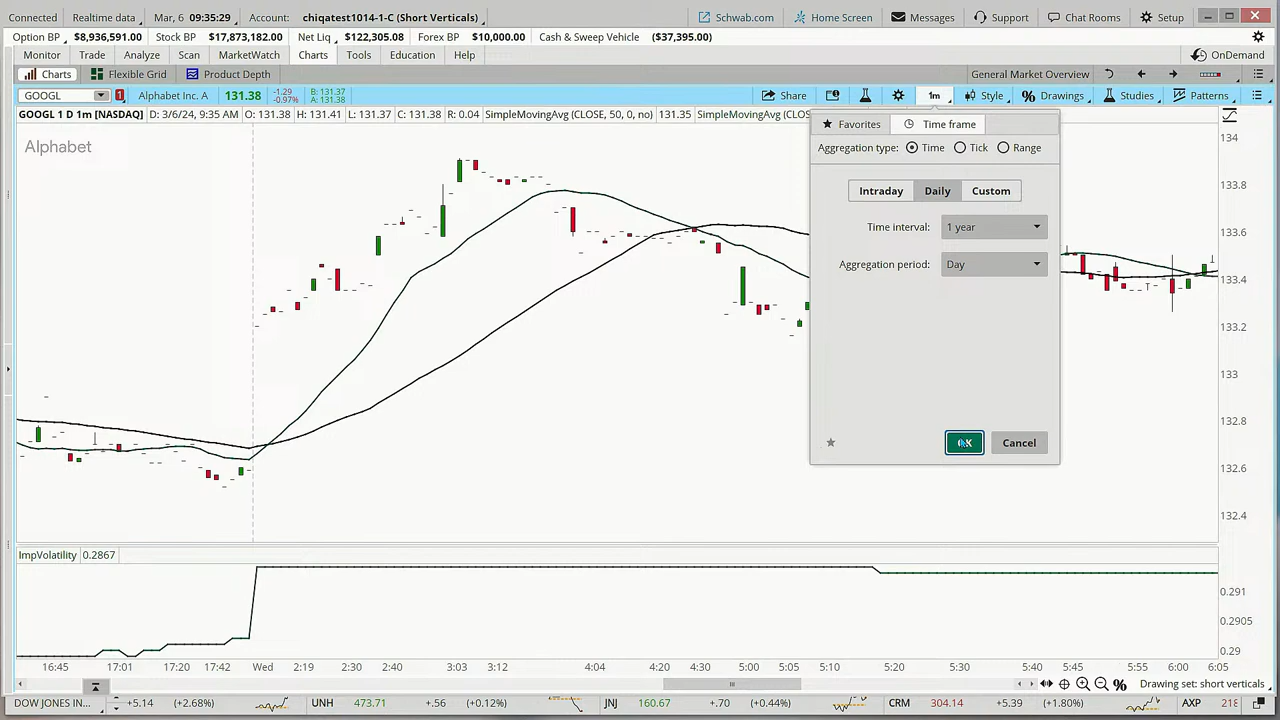 Connected Realtime data Mar, 6 09:35:29 Account: chiqatest1014-1-C (Short Verticals) Schwab.com Home Screen Messages Support Chat Rooms Setup
Option BP $8,936,591.00 Stock BP $17,873,182.00 Net Liq $122,305.08 Forex BP $10,000.00 Cash & Sweep Vehicle ($37,395.00)
Monitor Trade Analyze Scan MarketWatch Charts Tools Education Help OnDemand
Charts Flexible Grid Product Depth General Market Overview
GOOGL 1 Alphabet Inc. A 131.38 -1.29 -0.97% B: 131.37 A: 131.38 Share 1m Style Drawings Studies Patterns
GOOGL 1 D 1m [NASDAQ] D: 3/6/24, 9:35 AM O: 131.38 H: 131.41 L: 131.38 C: 131.38 R: 0.04 SimpleMovingAvg (CLOSE, 50, 0, no) 131.35 SimpleMovingAvg (CLO
Alphabet
Favorites Time frame
Aggregation type: Time Tick Range
Intraday Daily Custom
Time interval: 1 year
Aggregation period: Day
OK Cancel
134
133.8
133.6
133.4
133.2
133
132.8
132.6
132.4
ImpVolatility 0.2867
0.291
0.2905
0.29
16:45 17:01 17:20 17:42 Wed 2:19 2:30 2:40 3:03 3:12 4:04 4:20 4:30 5:00 5:05 5:10 5:20 5:30 5:45 5:55 6:00 6:05
Drawing set: short verticals
DOW JONES IN... +5.14 (+2.68%) UNH 473.71 +.56 (+0.12%) JNJ 160.67 +.70 (+0.44%) CRM 304.14 +5.39 (+1.80%) AXP